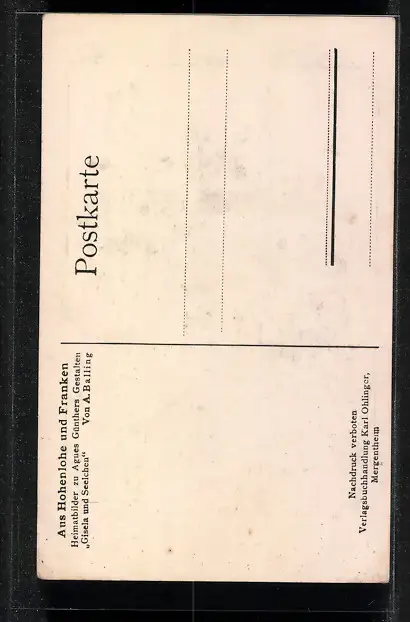 Aus Hohenlohe und Franken
Heimatbilder zu Agnes Günthers Gestalten
„Gisela und Seelchen“ Von A. Balling
Postkarte
Nachdruck verboten
Verlagsbuchhandlung Karl Ohlinger,
Mergentheim